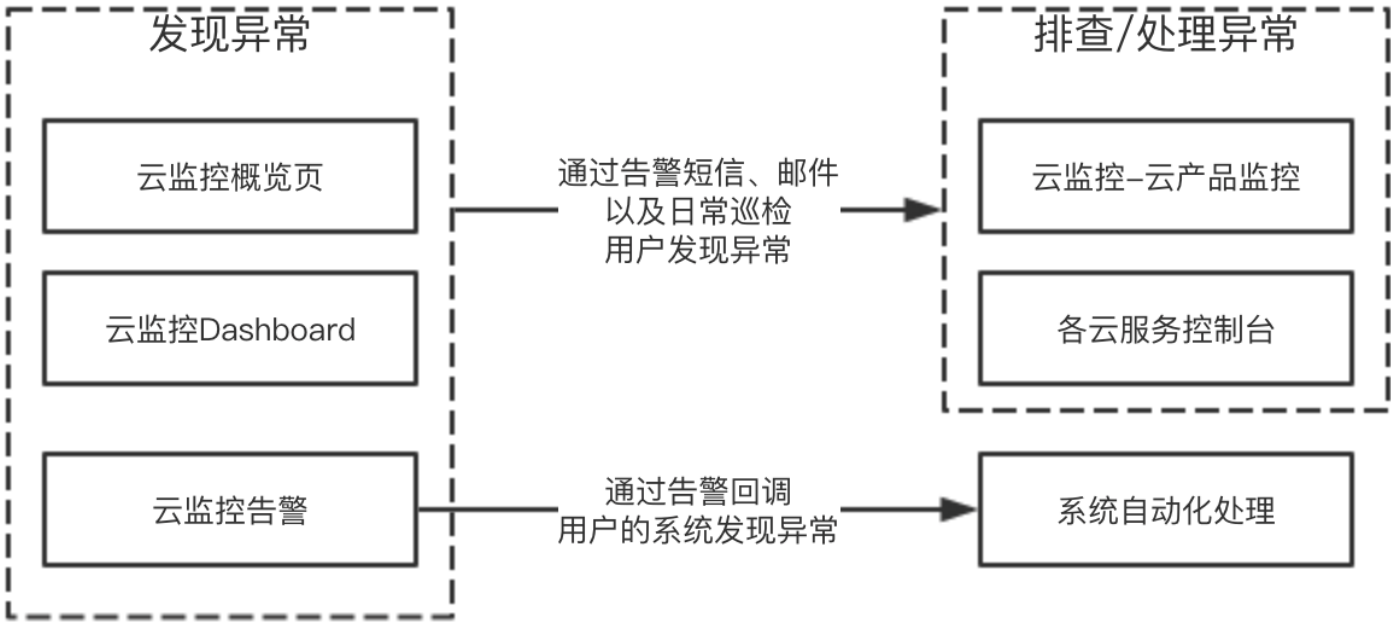 发现异常
云监控概览页
云监控Dashboard
云监控告警
通过告警短信、邮件
以及日常巡检
用户发现异常
通过告警回调
用户的系统发现异常
排查/处理异常
云监控-云产品监控
各云服务控制台
系统自动化处理